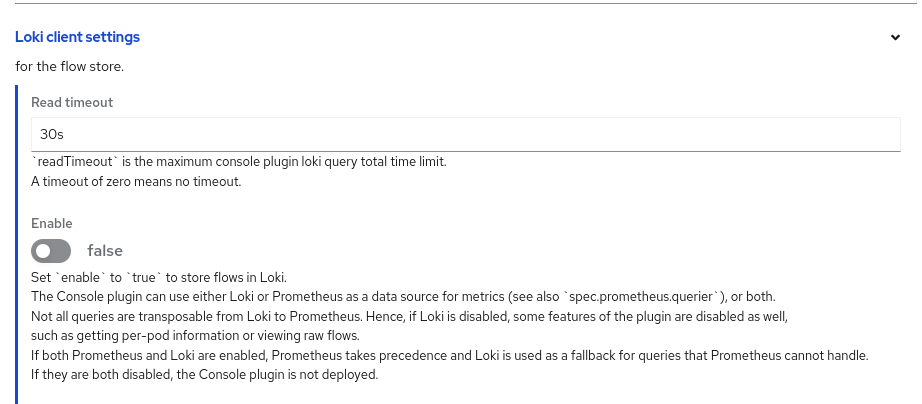 Loki client settings
for the flow store.
Read timeout
30s
`readTimeout` is the maximum console plugin loki query total time limit.
A timeout of zero means no timeout.
Enable
false
Set `enable` to `true` to store flows in Loki.
The Console plugin can use either Loki or Prometheus as a data source for metrics (see also `spec.prometheus.querier`), or both.
Not all queries are transposable from Loki to Prometheus. Hence, if Loki is disabled, some features of the plugin are disabled as well,
such as getting per-pod information or viewing raw flows.
If both Prometheus and Loki are enabled, Prometheus takes precedence and Loki is used as a fallback for queries that Prometheus cannot handle.
If they are both disabled, the Console plugin is not deployed.